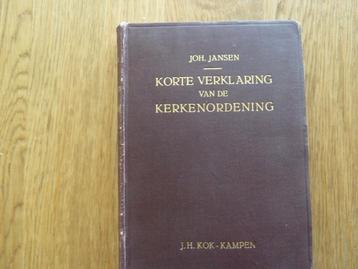 JOH. JANSEN
KORTE VERKLARING
VAN DE
KERKENORDENING
J.H. KOK - KAMPEN